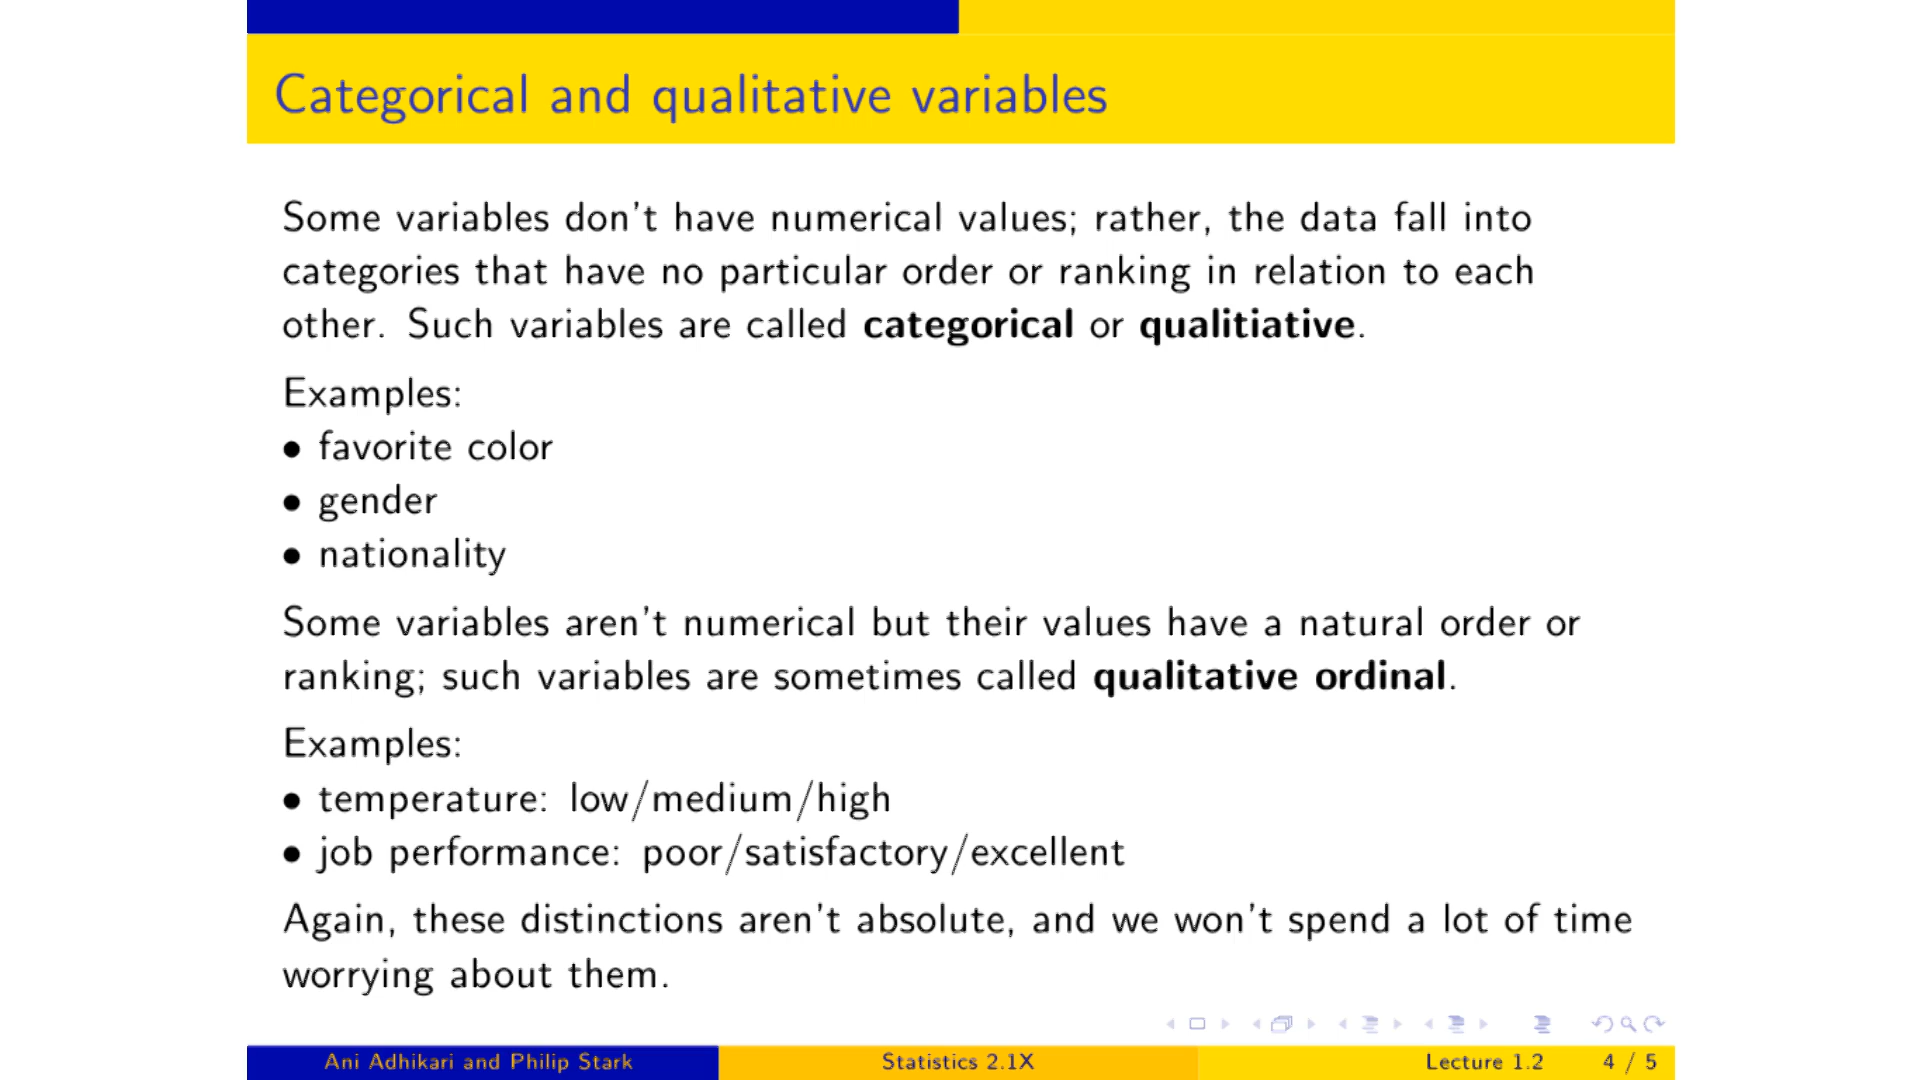 Categorical and qualitative variables
Some variables don't have numerical values; rather, the data fall into
categories that have no particular order or ranking in relation to each
other. Such variables are called categorical or qualitiative.
Examples:
• favorite color
• gender
• nationality
Some variables aren't numerical but their values have a natural order or
ranking; such variables are sometimes called qualitative ordinal.
Examples:
• temperature: low/medium/high
• job performance: poor/satisfactory/excellent
Again, these distinctions aren't absolute, and we won't spend a lot of time
worrying about them.
Ani Adhikari and Philip Stark Statistics 2.1X Lecture 1.2 4 / 5